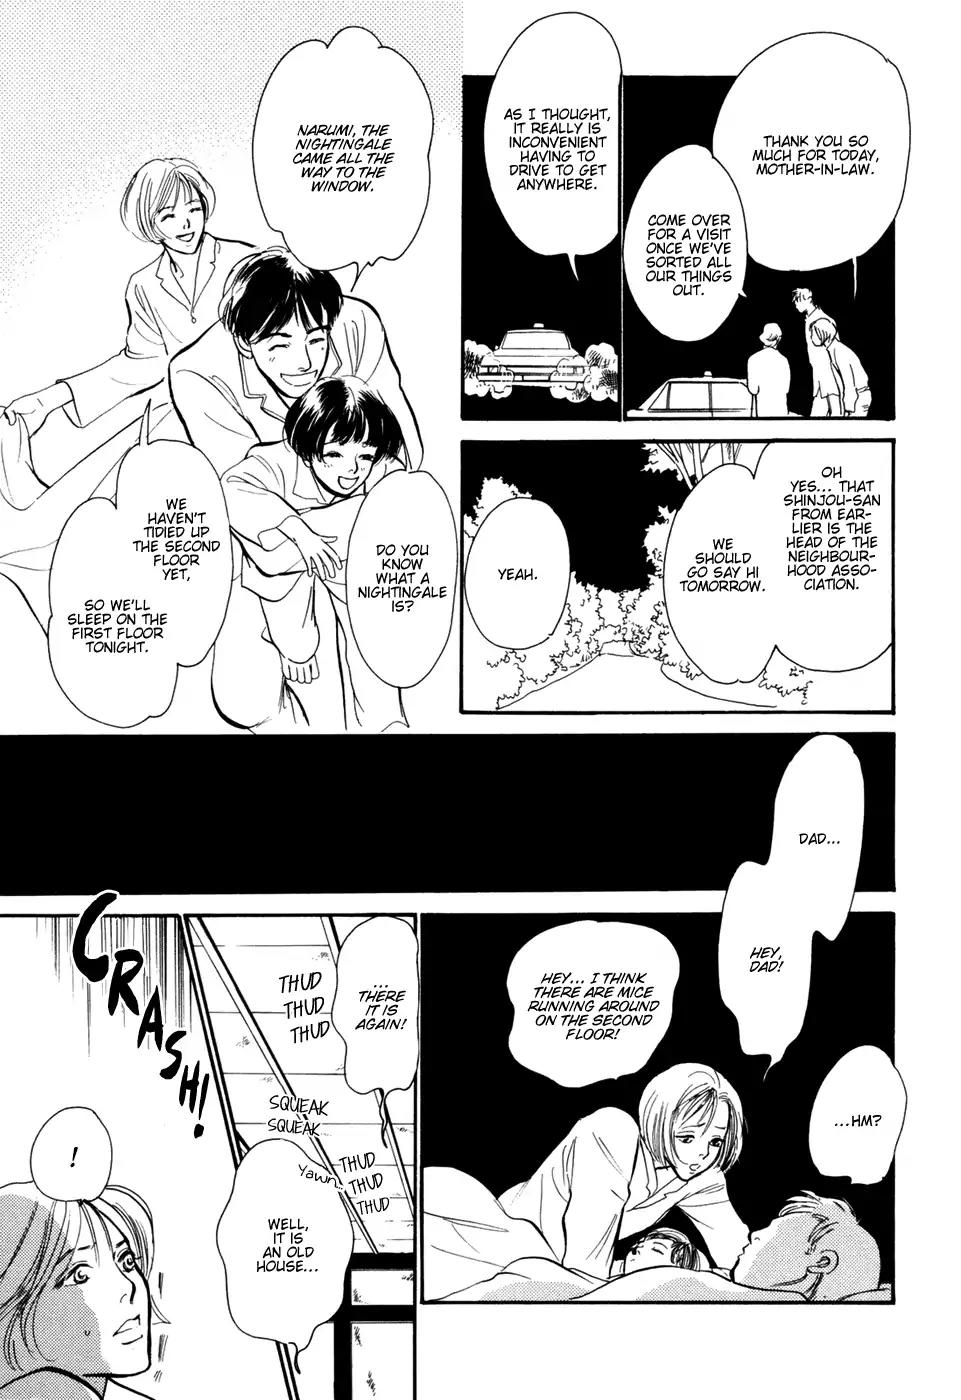 THANK YOU SO
MUCH FOR TODAY,
MOTHER-IN-LAW.
COME OVER
FOR A VISIT
ONCE WE'VE
SORTED ALL
OUR THINGS
OUT.
AS I THOUGHT,
IT REALLY IS
INCONVENIENT
HAVING TO
DRIVE TO GET
ANYWHERE.
OH
YES... THAT
SHINJOU-SAN
FROM EAR-
LIER IS THE
HEAD OF THE
NEIGHBOUR-
HOOD ASSO-
CIATION.
WE
SHOULD
GO SAY HI
TOMORROW.
YEAH.
NARUMI, THE
NIGHTINGALE
CAME ALL THE
WAY TO THE
WINDOW.
DO YOU
KNOW
WHAT A
NIGHTINGALE
IS?
WE
HAVEN'T
TIDIED UP
THE SECOND
FLOOR
YET,
SO WE'LL
SLEEP ON THE
FIRST FLOOR
TONIGHT.
DAD...
HEY,
DAD!
...HM?
HEY... I THINK
THERE ARE MICE
RUNNING AROUND
ON THE SECOND
FLOOR!
...
THERE
IT IS
AGAIN!
THUD
THUD
THUD
SQUEAK
SQUEAK
THUD
THUD
THUD
Yawn...
WELL,
IT IS
AN OLD
HOUSE...
CRASH!
!